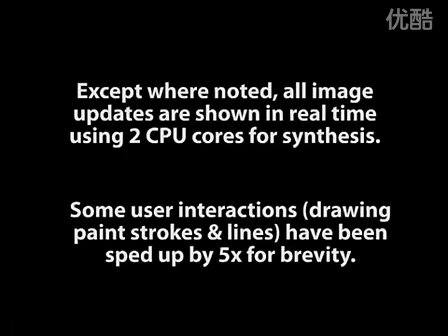 优酷
Except where noted, all image
updates are shown in real time
using 2 CPU cores for synthesis.
Some user interactions (drawing
paint strokes & lines) have been
sped up by 5x for brevity.